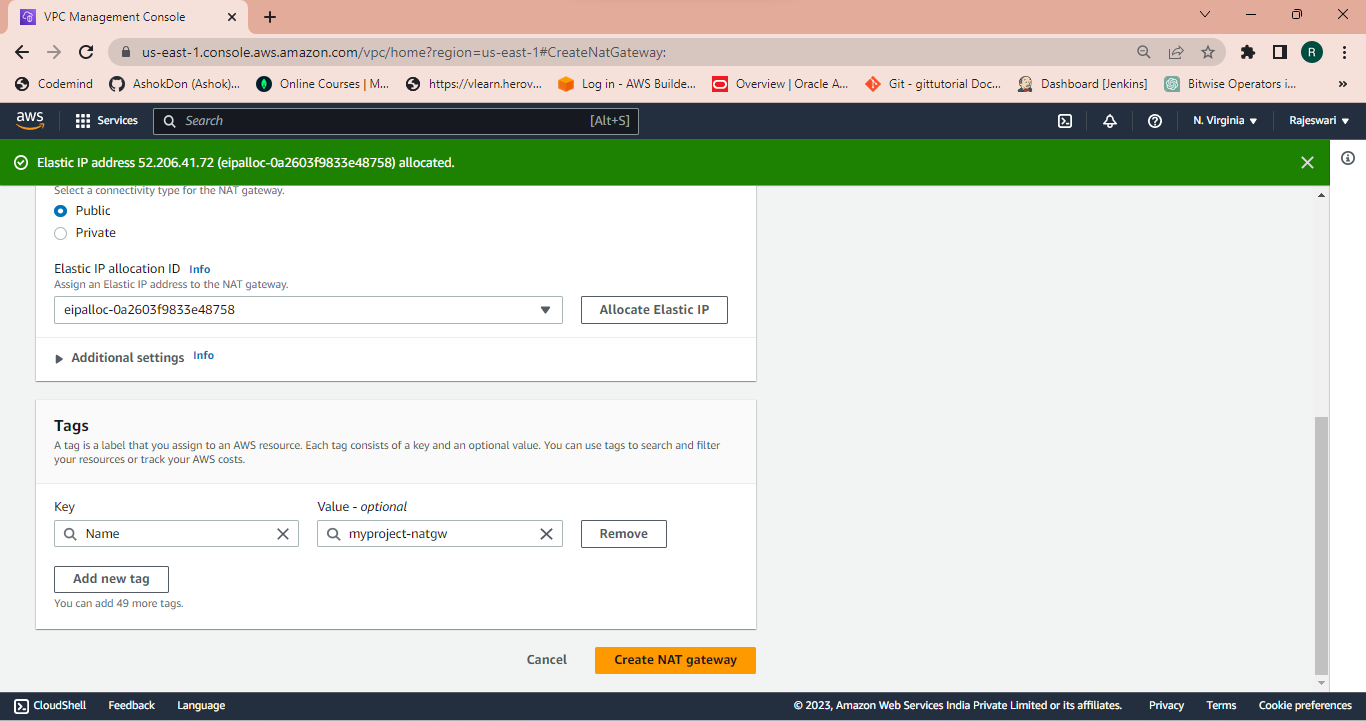 VPC Management Console
us-east-1.console.aws.amazon.com/vpc/home?region=us-east-1#CreateNatGateway:
R
Codemind
AshokDon (Ashok)...
Online Courses | M...
https://vlearn.herov...
Log in - AWS Builde...
Overview | Oracle A...
Git - gittutorial Doc...
Dashboard [Jenkins]
Bitwise Operators i...
»
aws
Services
Search
[Alt+S]
N. Virginia
Rajeswari
Elastic IP address 52.206.41.72 (eipalloc-0a2603f9833e48758) allocated.
Select a connectivity type for the NAT gateway.
Public
Private
Elastic IP allocation ID Info
Assign an Elastic IP address to the NAT gateway.
eipalloc-0a2603f9833e48758
Allocate Elastic IP
Additional settings Info
Tags
A tag is a label that you assign to an AWS resource. Each tag consists of a key and an optional value. You can use tags to search and filter
your resources or track your AWS costs.
Key
Value - optional
Name
myproject-natgw
Remove
Add new tag
You can add 49 more tags.
Cancel
Create NAT gateway
CloudShell
Feedback
Language
© 2023, Amazon Web Services India Private Limited or its affiliates.
Privacy
Terms
Cookie preferences